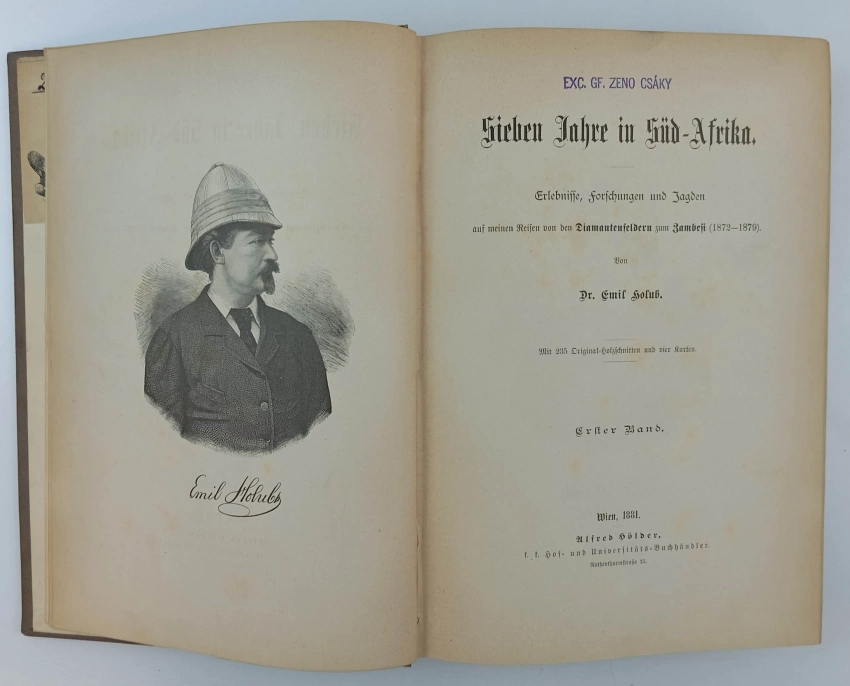 Emil Holub
EXC. GF. ZENO CSÁKY
Sieben Jahre in Süd-Afrika.
Erlebnisse, Forschungen und Jagden
auf meinen Reisen von den Diamantenfeldern zum Zambesi (1872—1879).
Von
Dr. Emil Holub.
Mit 235 Original-Holzschnitten und vier Karten.
Erster Band.
Wien, 1881.
Alfred Hölder,
k. k. Hof- und Universitäts-Buchhändler.
Rothenthurmstraße 15.